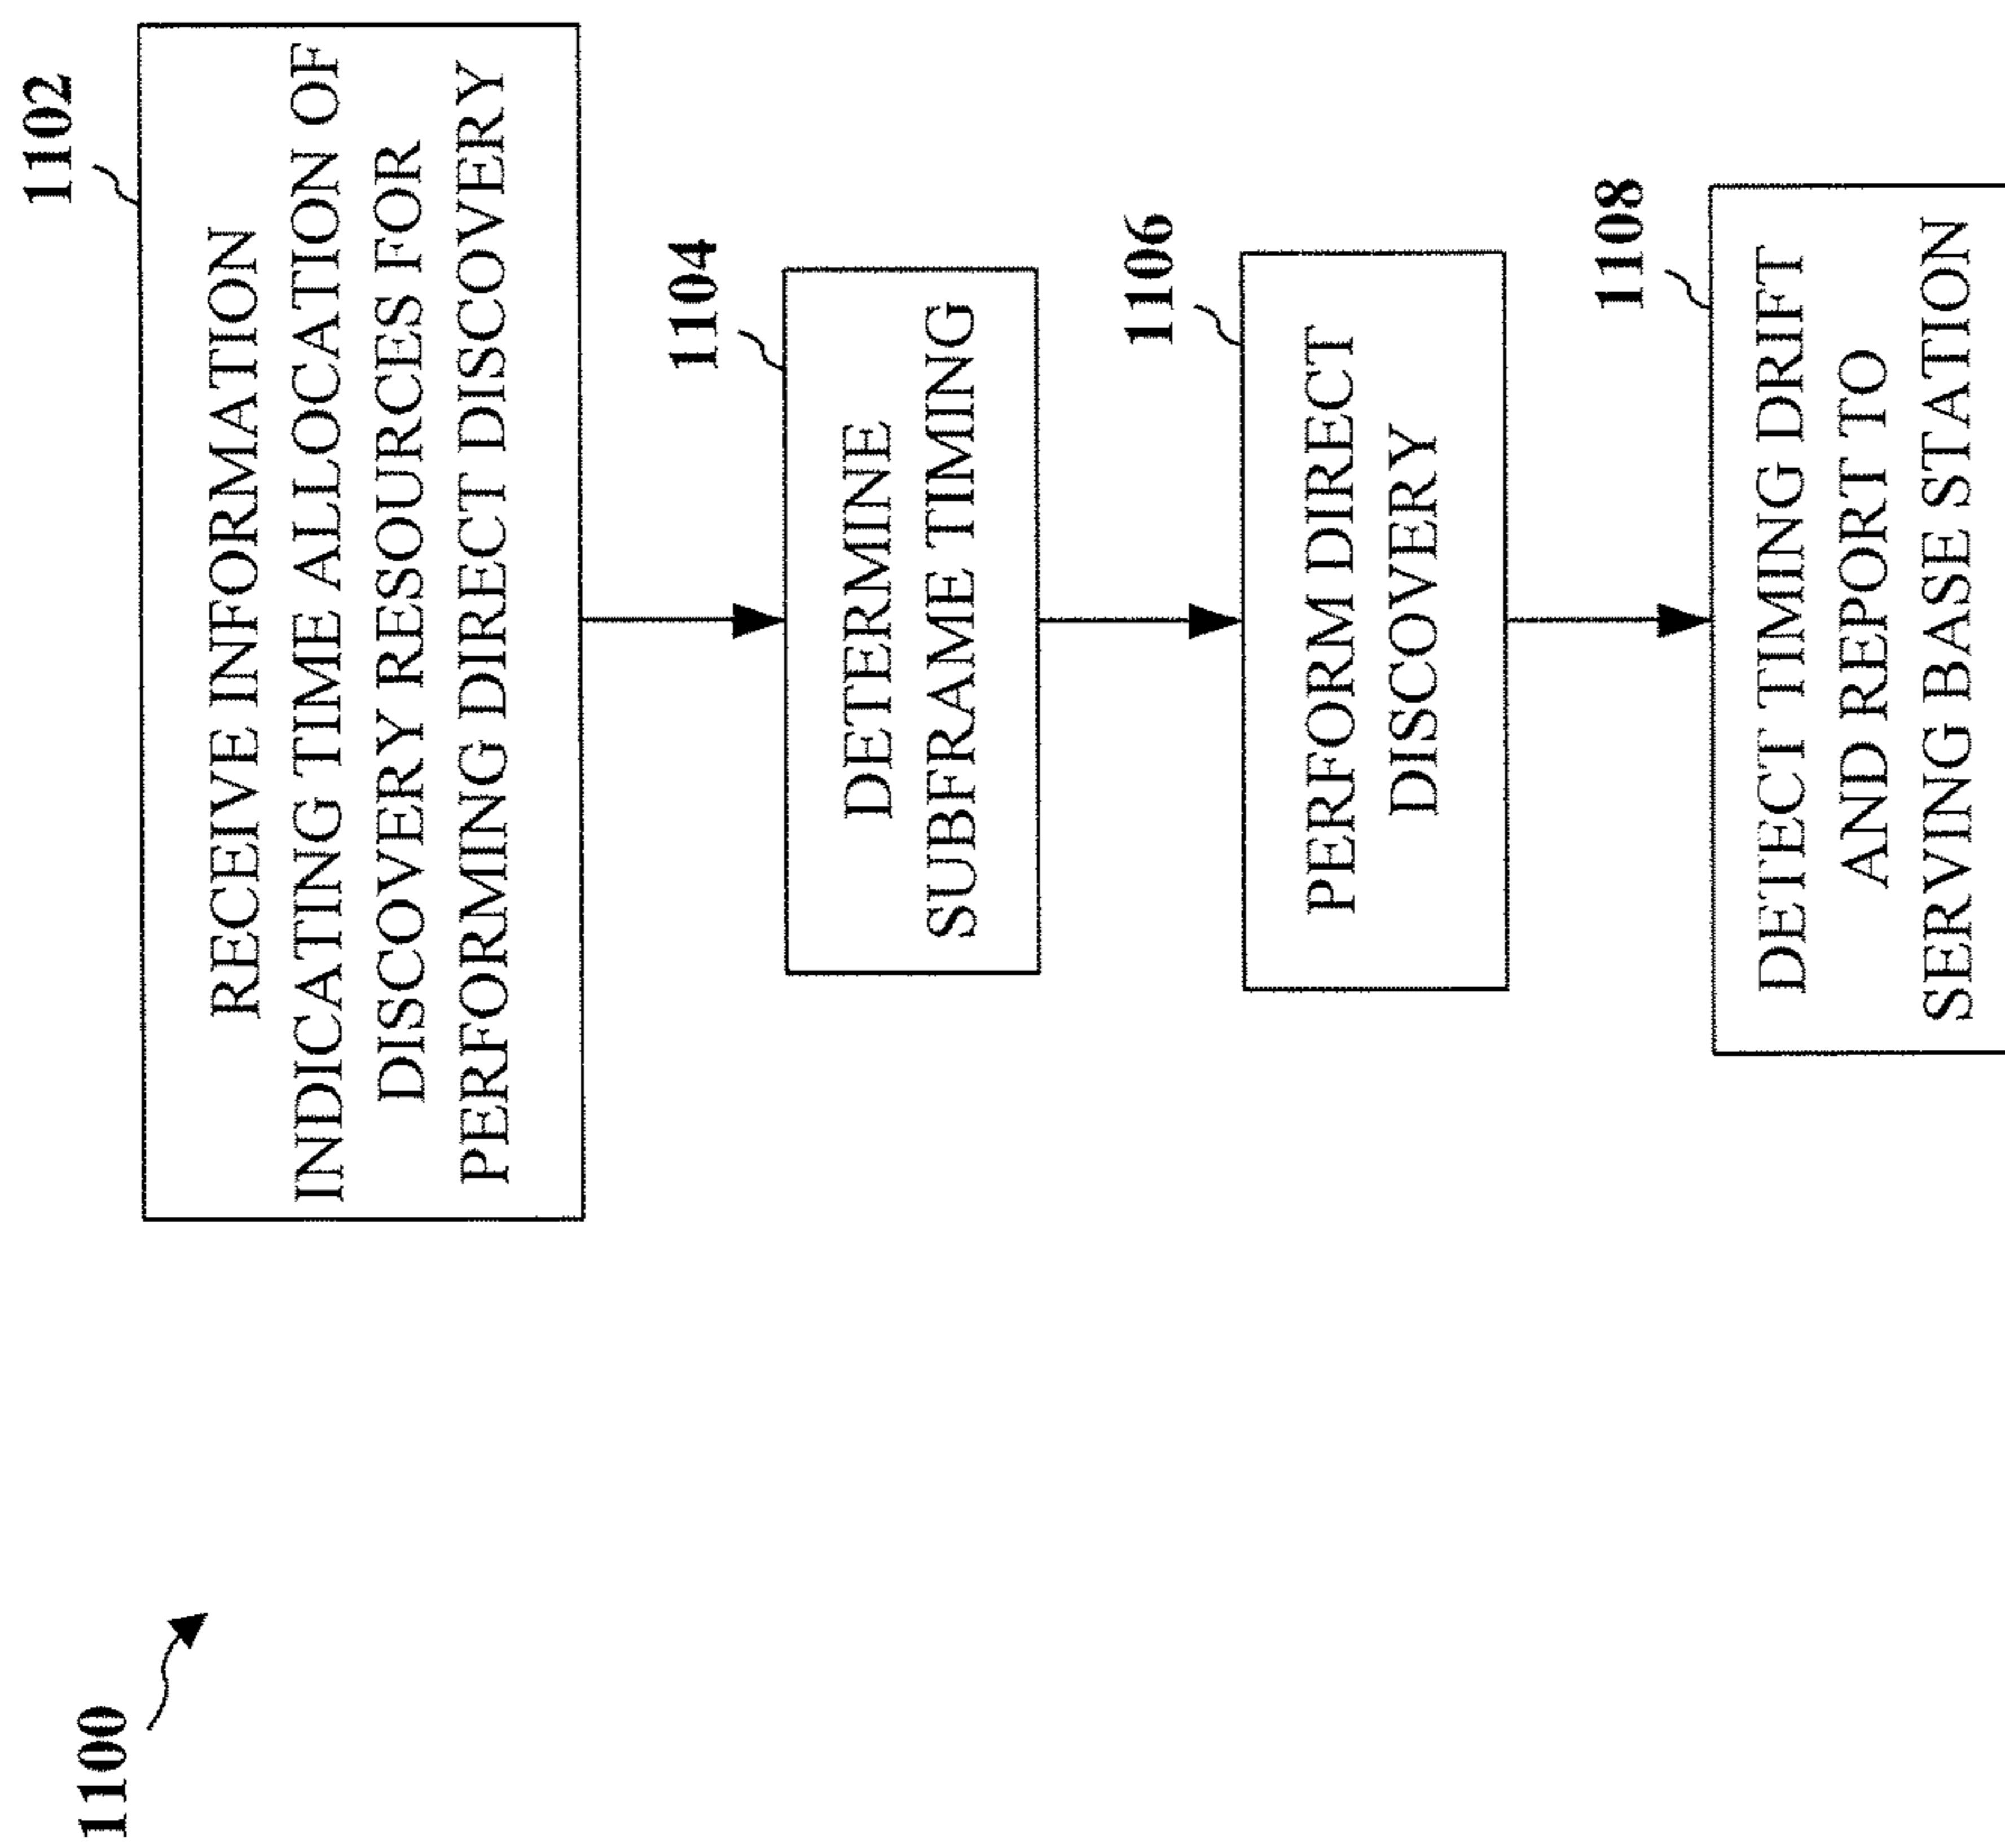 1100
1102
RECEIVE INFORMATION
INDICATING TIME ALLOCATION OF
DISCOVERY RESOURCES FOR
PERFORMING DIRECT DISCOVERY
1104
DETERMINE
SUBFRAME TIMING
1106
PERFORM DIRECT
DISCOVERY
1108
DETECT TIMING DRIFT
AND REPORT TO
SERVING BASE STATION